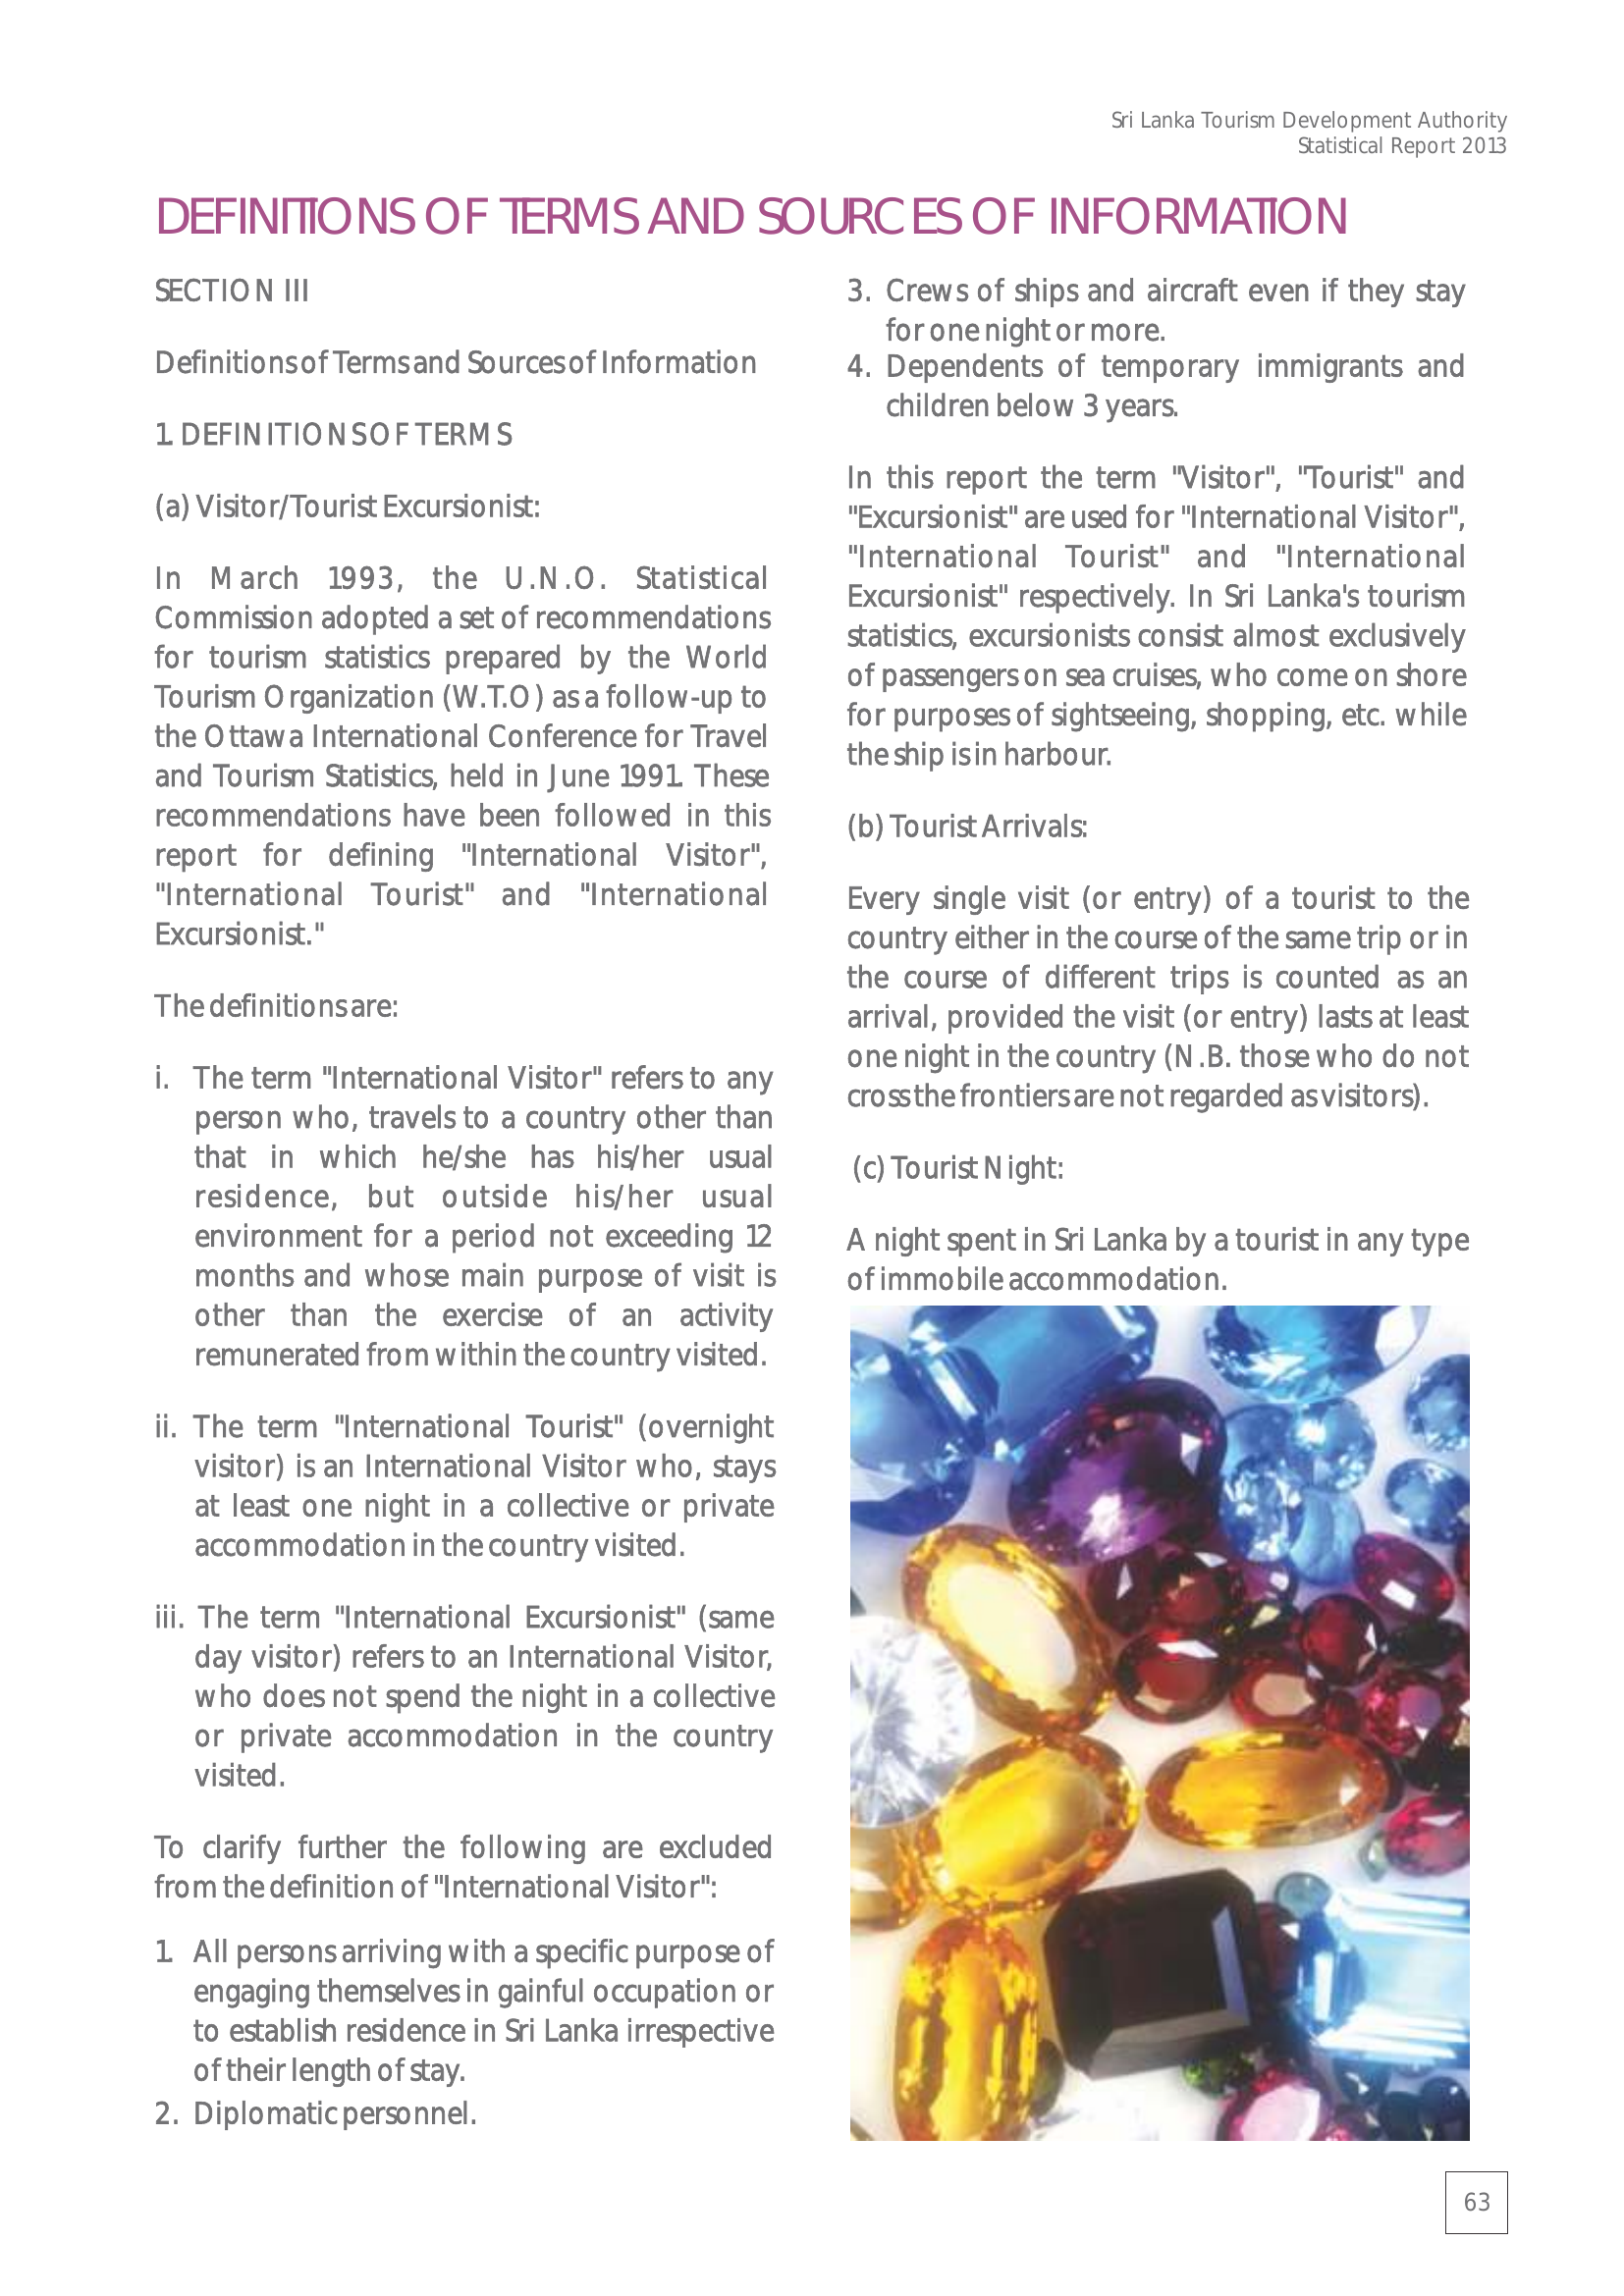 Sri Lanka Tourism Development Authority
Statistical Report 2013
DEFINITIONS OF TERMS AND SOURCES OF INFORMATION
SECTION III
Definitions of Terms and Sources of Information
1. DEFINITIONS OF TERMS
(a) Visitor/Tourist Excursionist:
In March 1993, the U.N.O. Statistical
Commission adopted a set of recommendations
for tourism statistics prepared by the World
Tourism Organization (W.T.O) as a follow-up to
the Ottawa International Conference for Travel
and Tourism Statistics, held in June 1991. These
recommendations have been followed in this
report for defining "International Visitor",
"International Tourist" and "International
Excursionist."
The definitions are:
i. The term "International Visitor" refers to any
person who, travels to a country other than
that in which he/she has his/her usual
residence, but outside his/her usual
environment for a period not exceeding 12
months and whose main purpose of visit is
other than the exercise of an activity
remunerated from within the country visited.
ii. The term "International Tourist" (overnight
visitor) is an International Visitor who, stays
at least one night in a collective or private
accommodation in the country visited.
iii. The term "International Excursionist" (same
day visitor) refers to an International Visitor,
who does not spend the night in a collective
or private accommodation in the country
visited.
To clarify further the following are excluded
from the definition of "International Visitor":
1. All persons arriving with a specific purpose of
engaging themselves in gainful occupation or
to establish residence in Sri Lanka irrespective
of their length of stay.
2. Diplomatic personnel.
3. Crews of ships and aircraft even if they stay
for one night or more.
4. Dependents of temporary immigrants and
children below 3 years.
In this report the term "Visitor", "Tourist" and
"Excursionist" are used for "International Visitor",
"International Tourist" and "International
Excursionist" respectively. In Sri Lanka's tourism
statistics, excursionists consist almost exclusively
of passengers on sea cruises, who come on shore
for purposes of sightseeing, shopping, etc. while
the ship is in harbour.
(b) Tourist Arrivals:
Every single visit (or entry) of a tourist to the
country either in the course of the same trip or in
the course of different trips is counted as an
arrival, provided the visit (or entry) lasts at least
one night in the country (N.B. those who do not
cross the frontiers are not regarded as visitors).
(c) Tourist Night:
A night spent in Sri Lanka by a tourist in any type
of immobile accommodation.
63